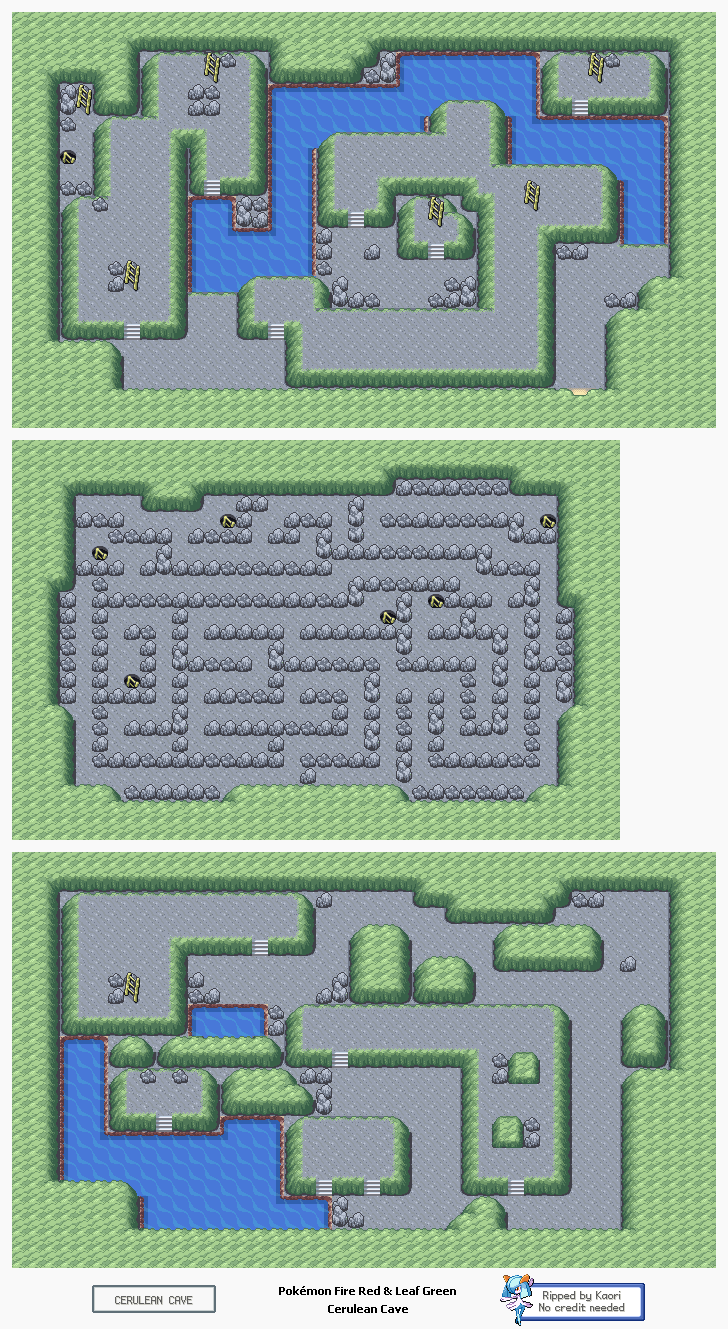 CERULEAN CAVE
Pokémon Fire Red & Leaf Green
Cerulean Cave
Ripped by Kaori
No credit needed